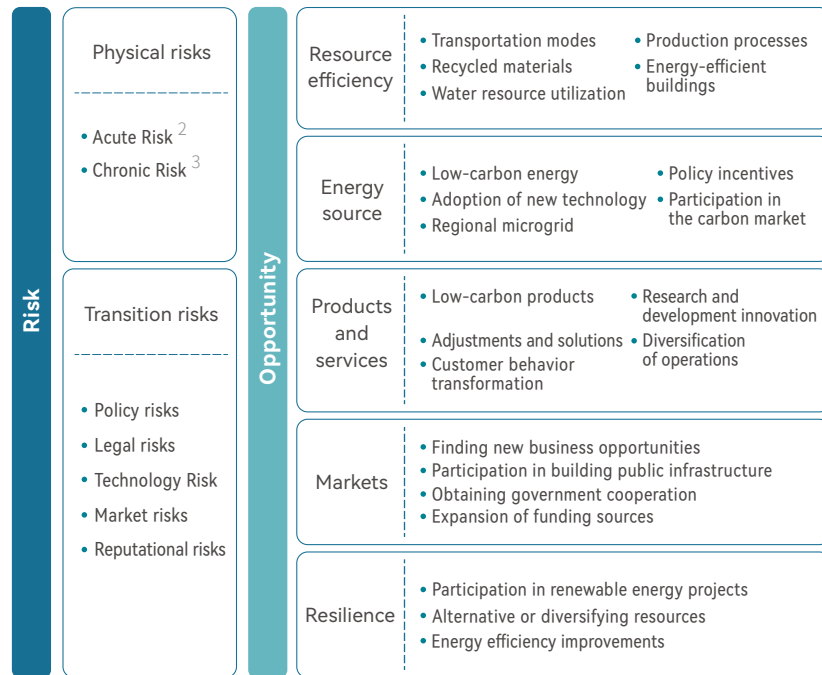 Risk
Physical risks
• Acute Risk 2
• Chronic Risk 3
Transition risks
• Policy risks
• Legal risks
• Technology Risk
• Market risks
• Reputational risks
Opportunity
Resource
efficiency
• Transportation modes
• Recycled materials
• Water resource utilization
• Production processes
• Energy-efficient
buildings
Energy
source
• Low-carbon energy
• Adoption of new technology
• Regional microgrid
• Policy incentives
• Participation in
the carbon market
Products
and
services
• Low-carbon products
• Adjustments and solutions
• Customer behavior
transformation
• Research and
development innovation
• Diversification
of operations
Markets
• Finding new business opportunities
• Participation in building public infrastructure
• Obtaining government cooperation
• Expansion of funding sources
Resilience
• Participation in renewable energy projects
• Alternative or diversifying resources
• Energy efficiency improvements